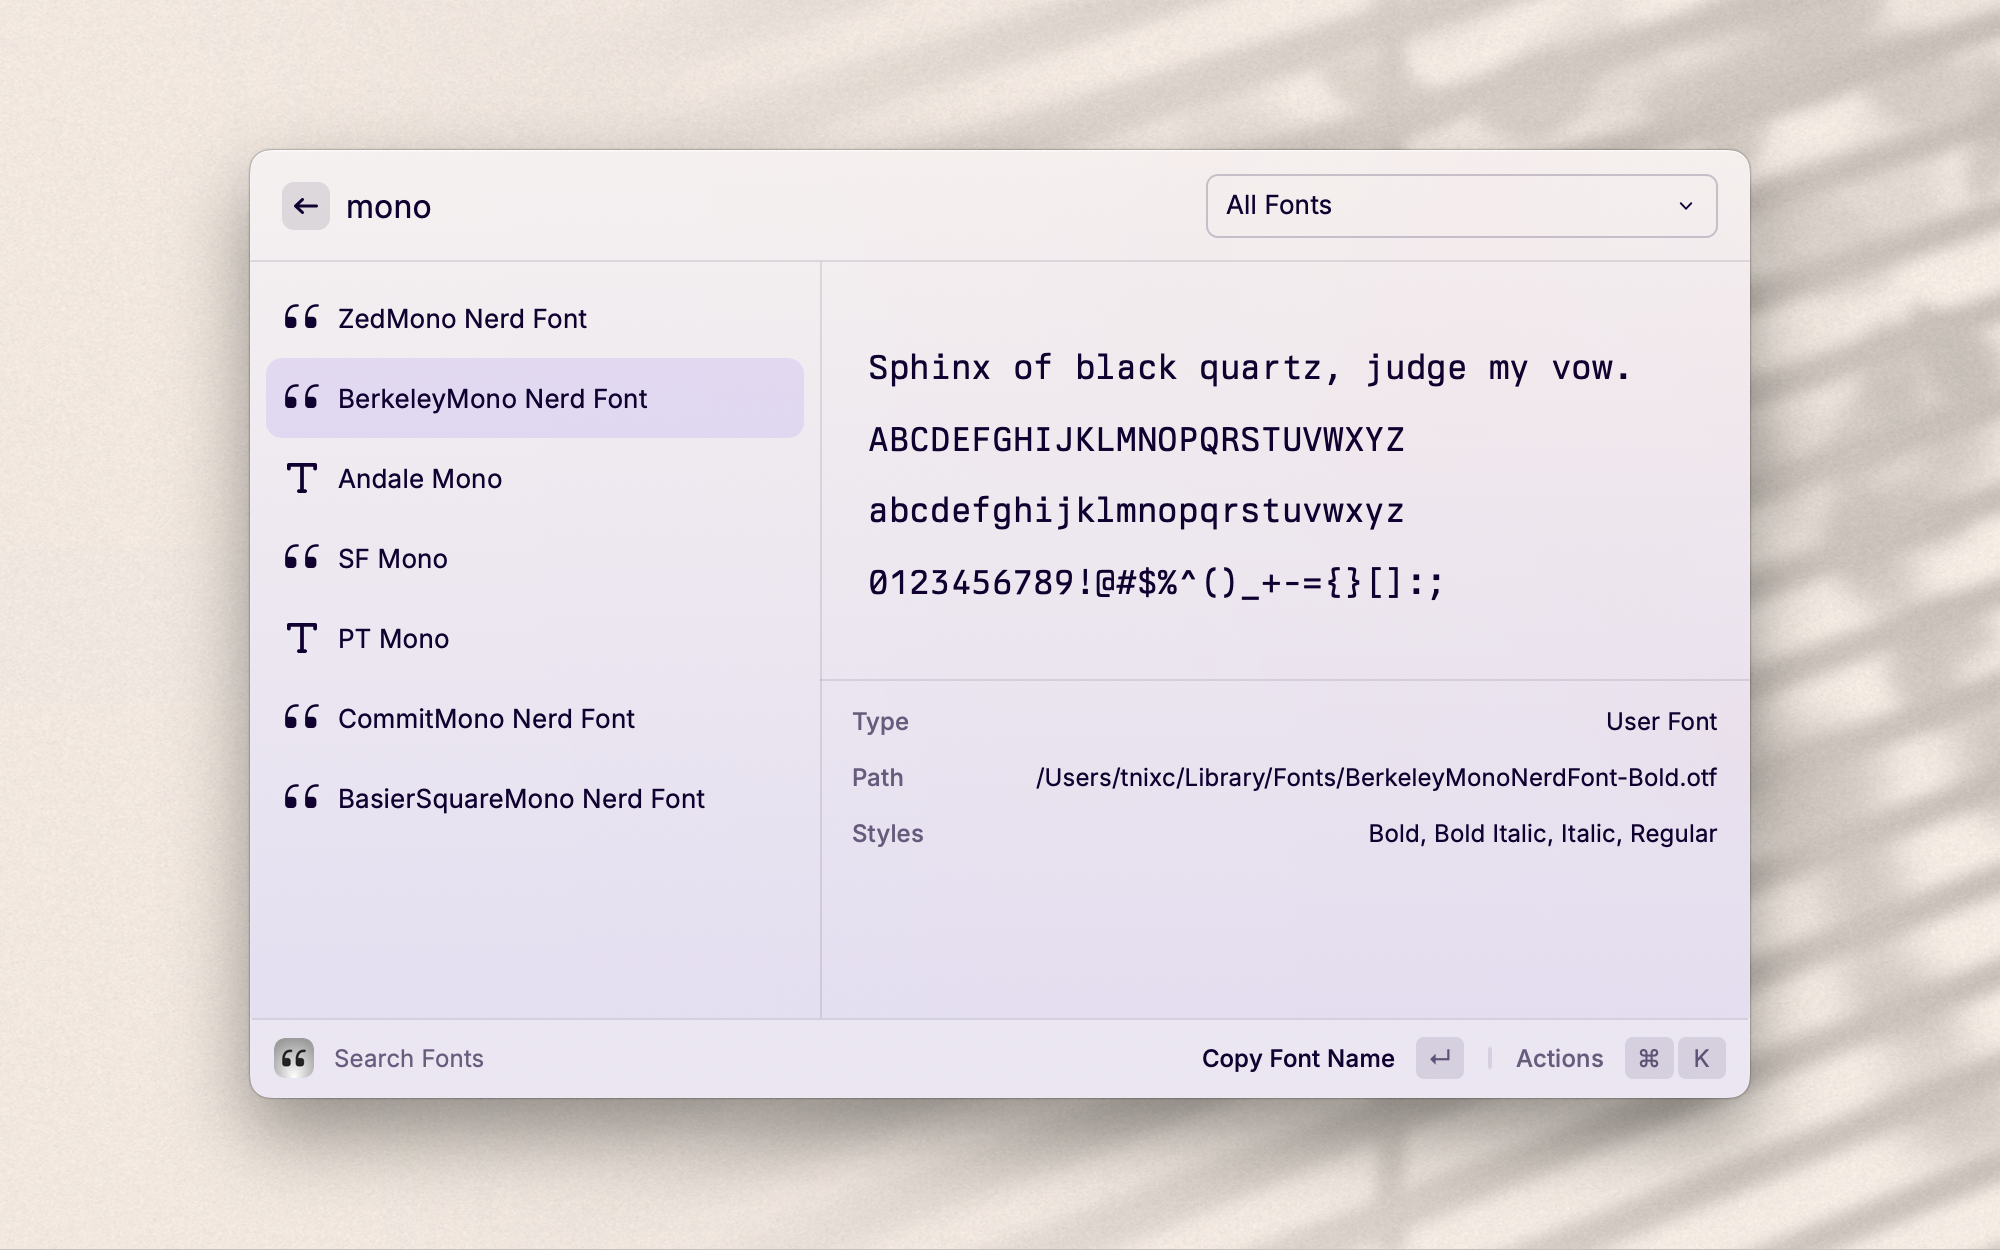 mono
All Fonts
ZedMono Nerd Font
BerkeleyMono Nerd Font
Andale Mono
SF Mono
PT Mono
CommitMono Nerd Font
BasierSquareMono Nerd Font
Sphinx of black quartz, judge my vow.
ABCDEFGHIJKLMNOPQRSTUVWXYZ
abcdefghijklmnopqrstuvwxyz
0123456789!@#$%^()_+-={}[]:;
Type User Font
Path /Users/tnixc/Library/Fonts/BerkeleyMonoNerdFont-Bold.otf
Styles Bold, Bold Italic, Italic, Regular
Search Fonts
Copy Font Name ↵ Actions ⌘ K